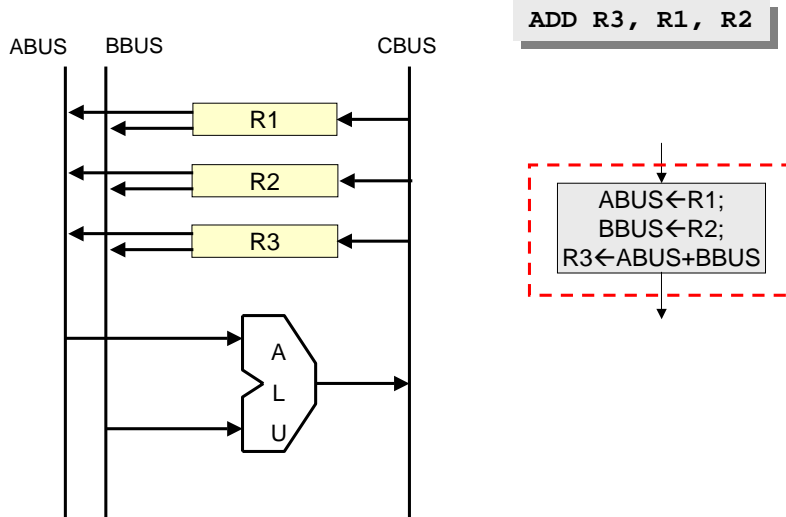 ADD R3, R1, R2
ABUS BBUS CBUS
R1
R2
R3
A
L
U
ABUS←R1;
BBUS←R2;
R3←ABUS+BBUS